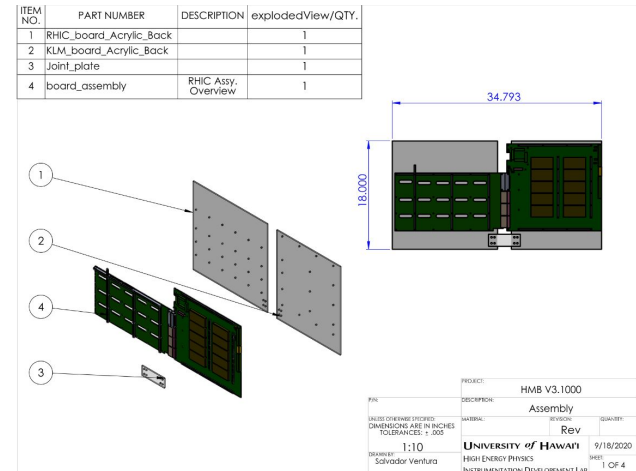 ITEM NO. PART NUMBER DESCRIPTION explodedView/QTY.
1 RHIC_board_Acrylic_Back 1
2 KLM_board_Acrylic_Back 1
3 Joint_plate 1
4 board_assembly RHIC Assy. Overview 1
34.793
18.000
1
2
4
3
PROJECT:
HMB V3.1000
P/N:
DESCRIPTION:
Assembly
UNLESS OTHERWISE SPECIFIED:
DIMENSIONS ARE IN INCHES
TOLERANCES: ± .005
MATERIAL:
REVISION:
Rev
QUANTITY:
1:10
UNIVERSITY of HAWAI'I
9/18/2020
DRAWN BY:
Salvador Ventura
HIGH ENERGY PHYSICS
INSTRUMENTATION DEVELOPEMENT LAB
SHEET:
1 OF 4